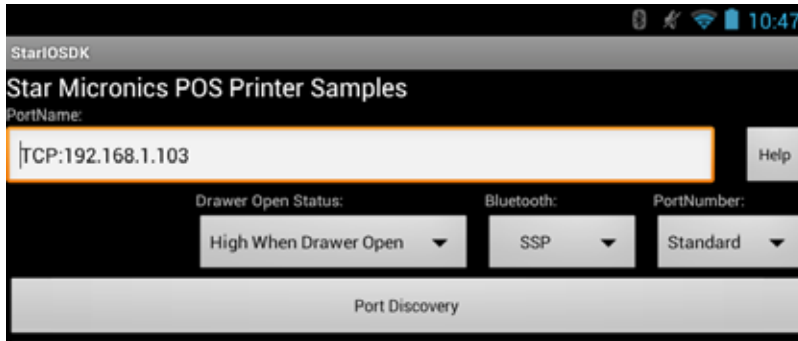 10:47
StarIOSDK
Star Micronics POS Printer Samples
PortName:
TCP:192.168.1.103
Help
Drawer Open Status: Bluetooth: PortNumber:
High When Drawer Open SSP Standard
Port Discovery